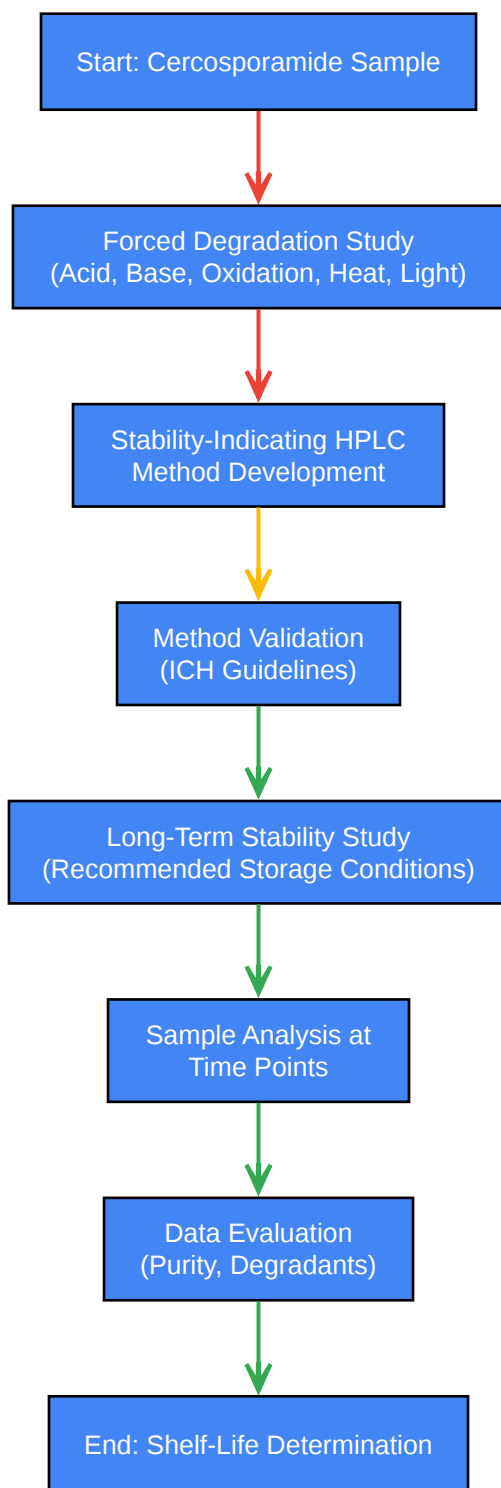 Start: Cercosporamide Sample
Forced Degradation Study
(Acid, Base, Oxidation, Heat, Light)
Stability-Indicating HPLC
Method Development
Method Validation
(ICH Guidelines)
Long-Term Stability Study
(Recommended Storage Conditions)
Sample Analysis at
Time Points
Data Evaluation
(Purity, Degradants)
End: Shelf-Life Determination